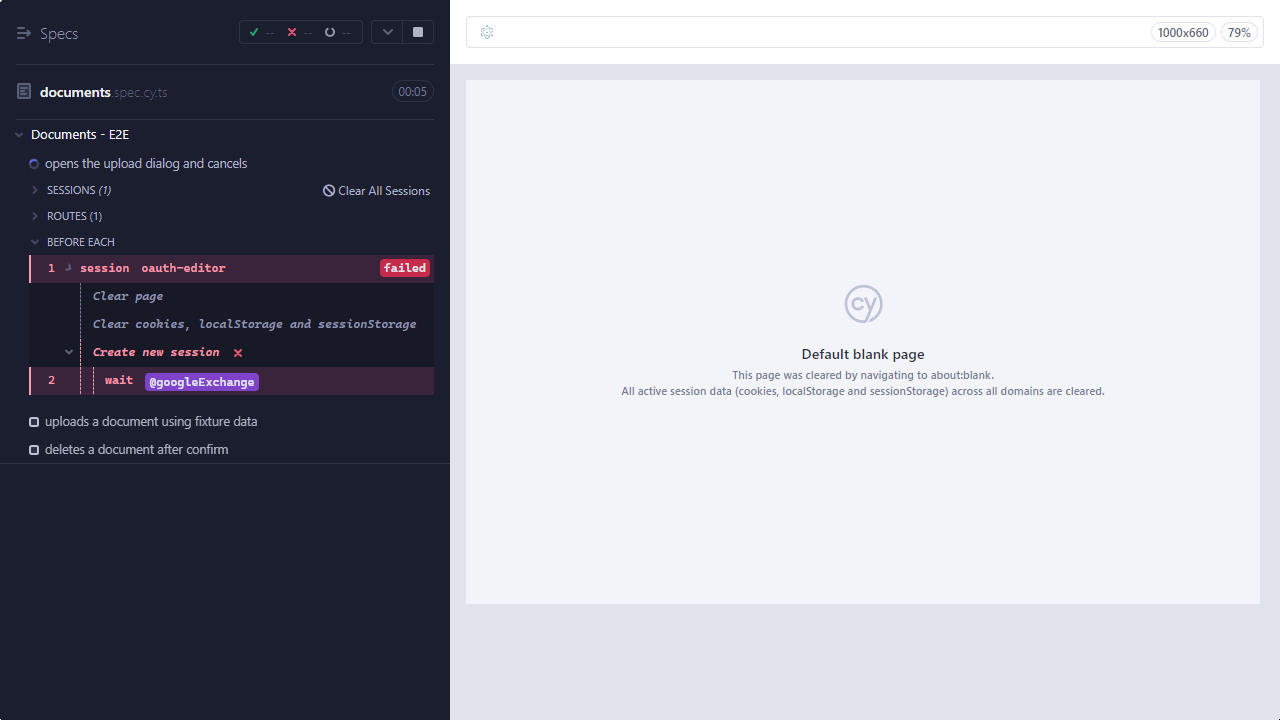 Specs
-- -- --
documents.spec.cy.ts
00:05
Documents - E2E
opens the upload dialog and cancels
SESSIONS (1)
Clear All Sessions
ROUTES (1)
BEFORE EACH
1 session oauth-editor failed
Clear page
Clear cookies, localStorage and sessionStorage
Create new session
2 wait @googleExchange
uploads a document using fixture data
deletes a document after confirm
1000x660 79%
cy
Default blank page
This page was cleared by navigating to about:blank.
All active session data (cookies, localStorage and sessionStorage) across all domains are cleared.